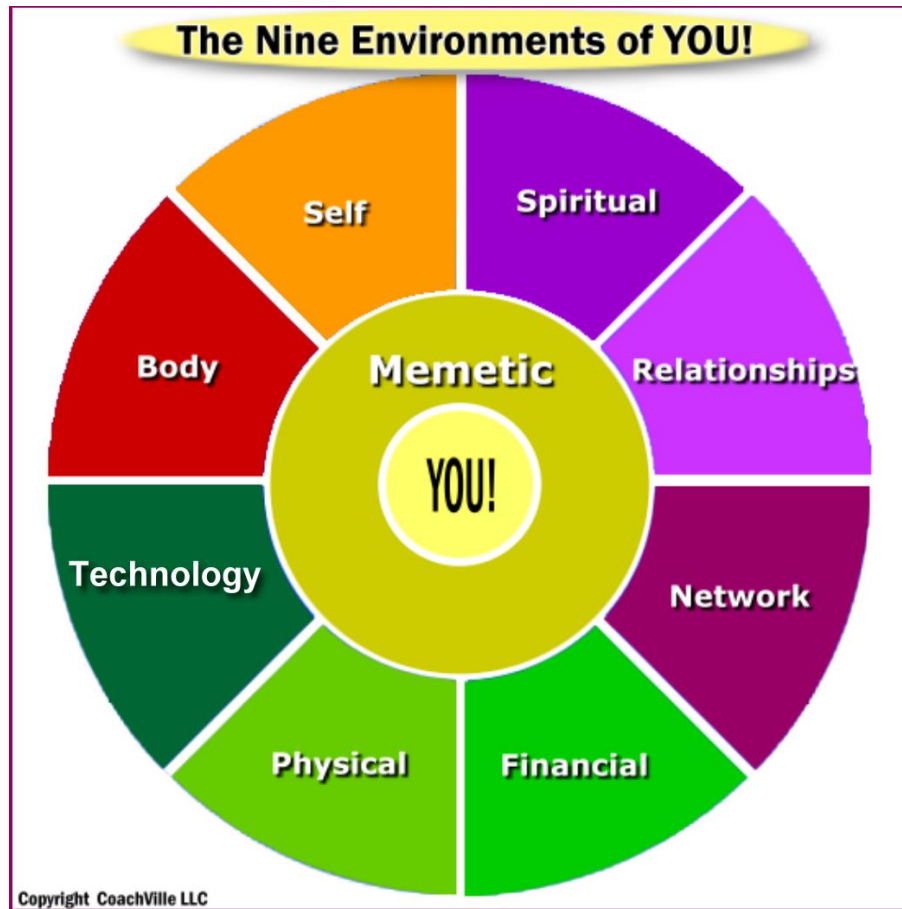 The Nine Environments of YOU!
Self
Spiritual
Body
Memetic
Relationships
YOU!
Technology
Network
Physical
Financial
Copyright CoachVille LLC